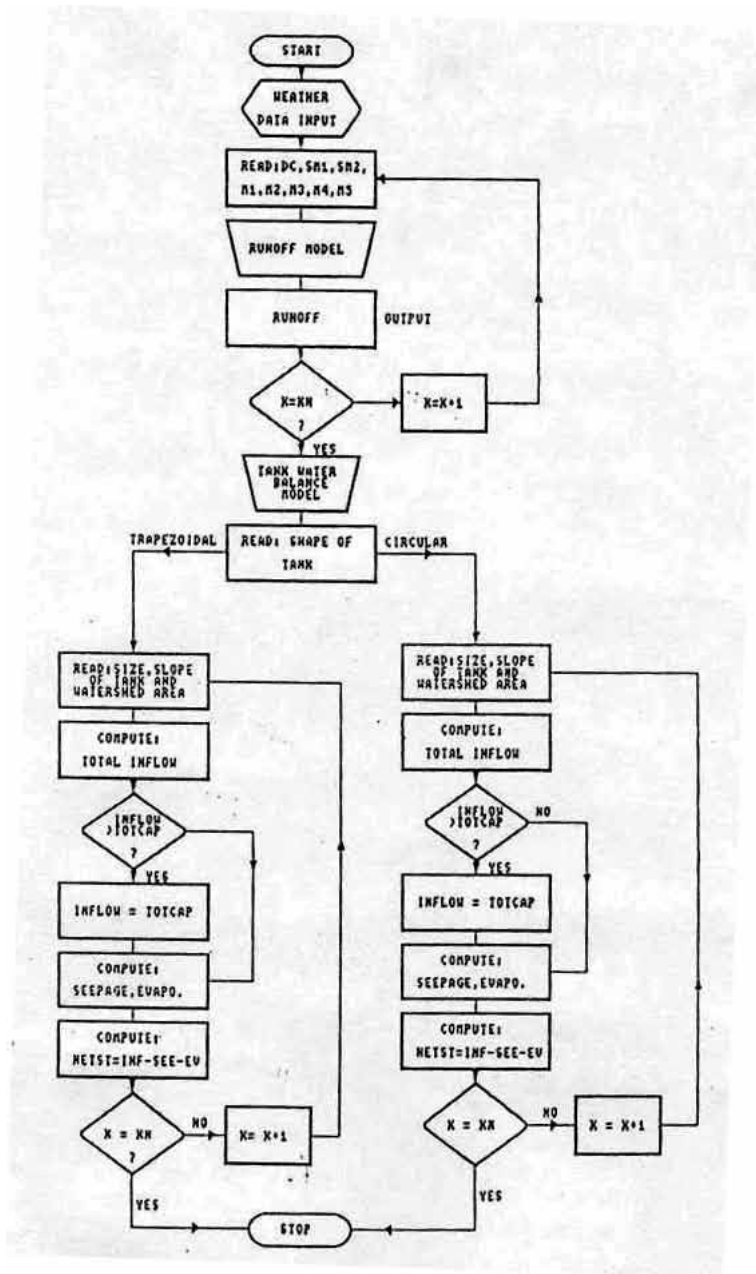 START
WEATHER
DATA INPUT
READ:DC,SM1,SM2,
M1,M2,M3,M4,M5
RUNOFF MODEL
RUNOFF
OUTPUT
K=KN
?
K=K+1
YES
TANK WATER
BALANCE
MODEL
TRAPEZOIDAL
READ: SHAPE OF
TANK
CIRCULAR
READ:SIZE,SLOPE
OF TANK AND
WATERSHED AREA
COMPUTE:
TOTAL INFLOW
INFLOW
>TOTCAP
?
YES
INFLOW = TOTCAP
COMPUTE:
SEEPAGE,EVAPO.
COMPUTE:
NETST=INF-SEE-EV
K = KN
?
NO
K= K+1
YES
READ:SIZE,SLOPE
OF TANK AND
WATERSHED AREA
COMPUTE:
TOTAL INFLOW
INFLOW
>TOTCAP
?
NO
YES
INFLOW = TOTCAP
COMPUTE:
SEEPAGE,EVAPO.
COMPUTE:
NETST=INF-SEE-EV
K = KN
NO
K = K+1
YES
STOP